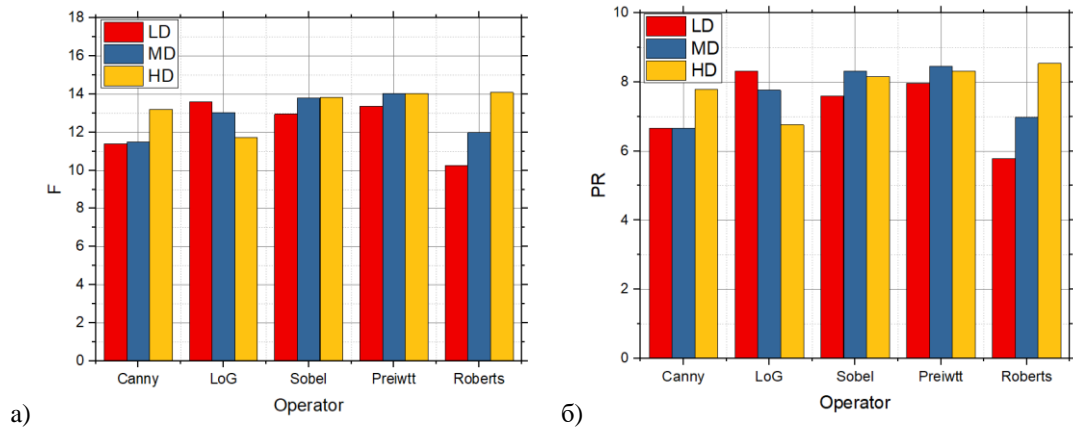 18
16
14
12
10
8
6
4
2
0
F
LD
MD
HD
Canny LoG Sobel Preiwtt Roberts
Operator
а)
10
8
6
4
2
0
PR
LD
MD
HD
Canny LoG Sobel Preiwtt Roberts
Operator
б)